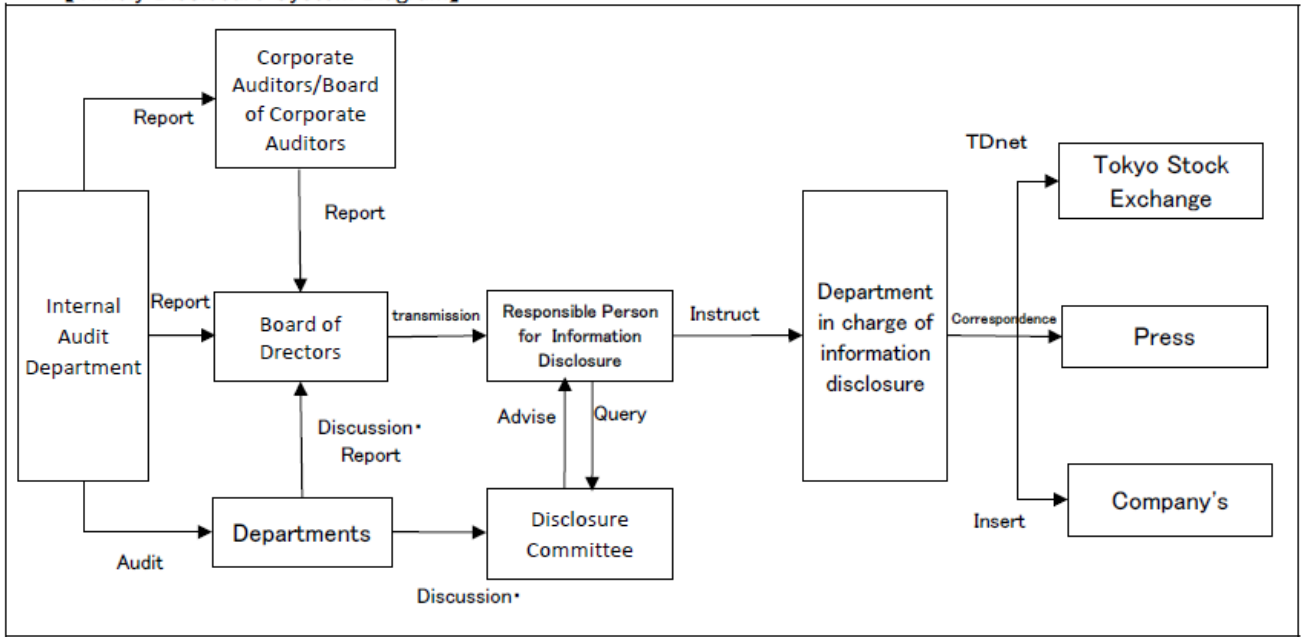 Corporate
Auditors/Board
of Corporate
Auditors
Report
TDnet
Tokyo Stock
Exchange
Report
Internal
Audit
Department
Report
Board of
Drectors
transmission
Responsible Person
for Information
Disclosure
Instruct
Department
in charge of
information
disclosure
Correspondence
Press
Discussion・
Report
Advise
Query
Departments
Disclosure
Committee
Company's
Insert
Audit
Discussion・